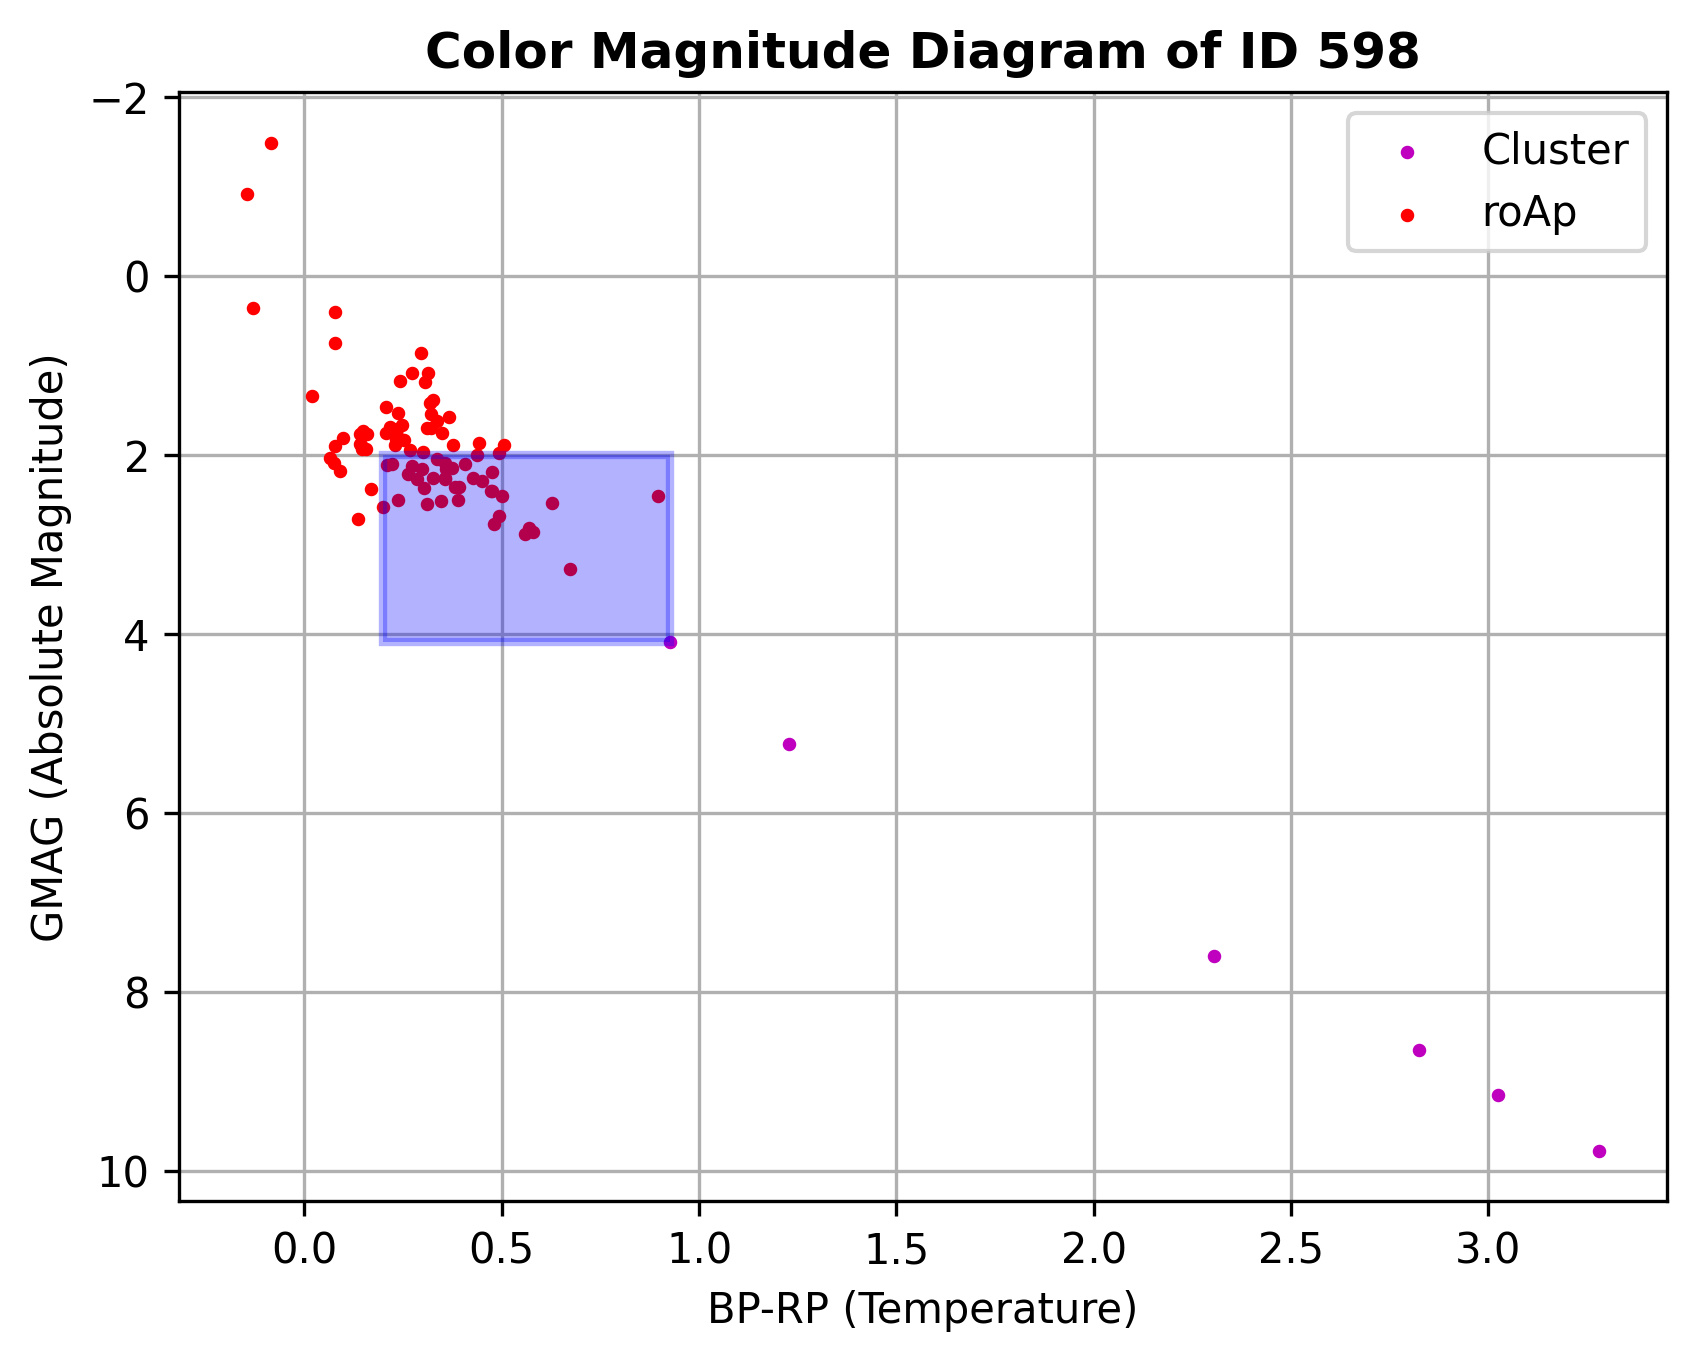 Color Magnitude Diagram of ID 598
−2
0
2
4
6
8
10
GMAG (Absolute Magnitude)
Cluster
roAp
0.0 0.5 1.0 1.5 2.0 2.5 3.0
BP-RP (Temperature)